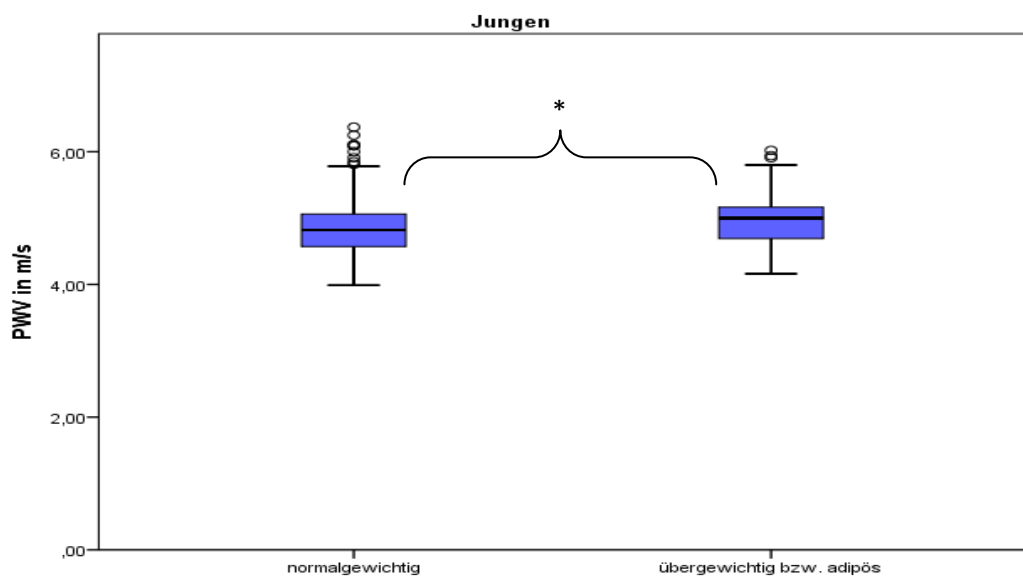 Jungen
*
PWV in m/s
6,00
4,00
2,00
,00
normalgewichtig
übergewichtig bzw. adipös